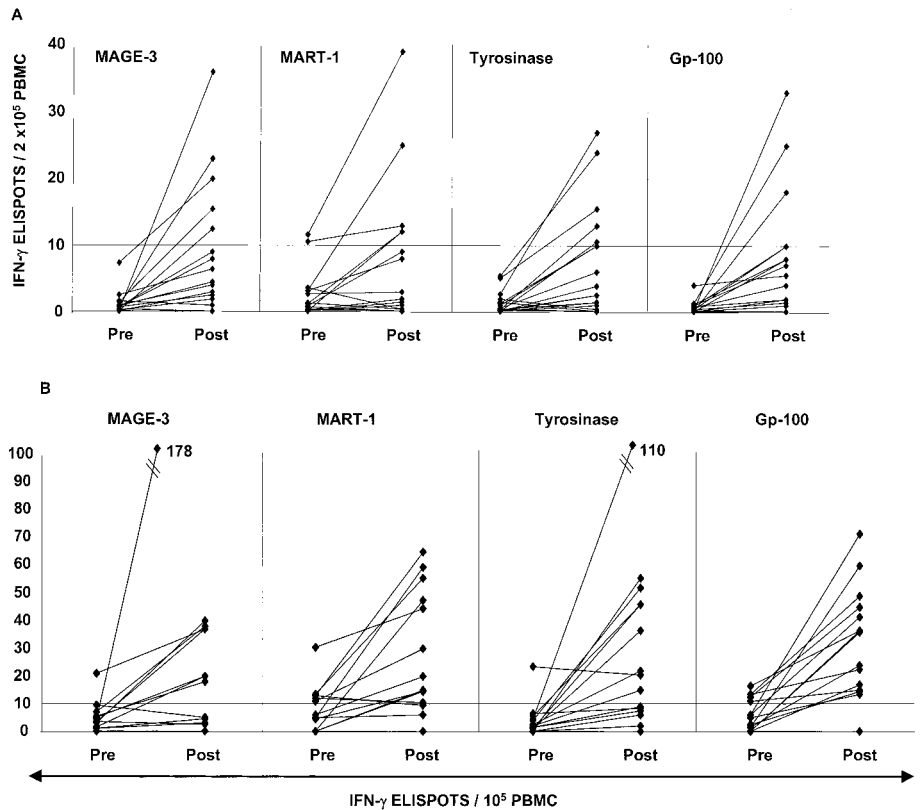 A
IFN-γ ELISPOTS / 2 x10⁵ PBMC
MAGE-3
MART-1
Tyrosinase
Gp-100
40
30
20
10
0
Pre
Post
Pre
Post
Pre
Post
Pre
Post
B
MAGE-3
MART-1
Tyrosinase
Gp-100
178
110
100
90
80
70
60
50
40
30
20
10
0
Pre
Post
Pre
Post
Pre
Post
Pre
Post
IFN-γ ELISPOTS / 10⁵ PBMC